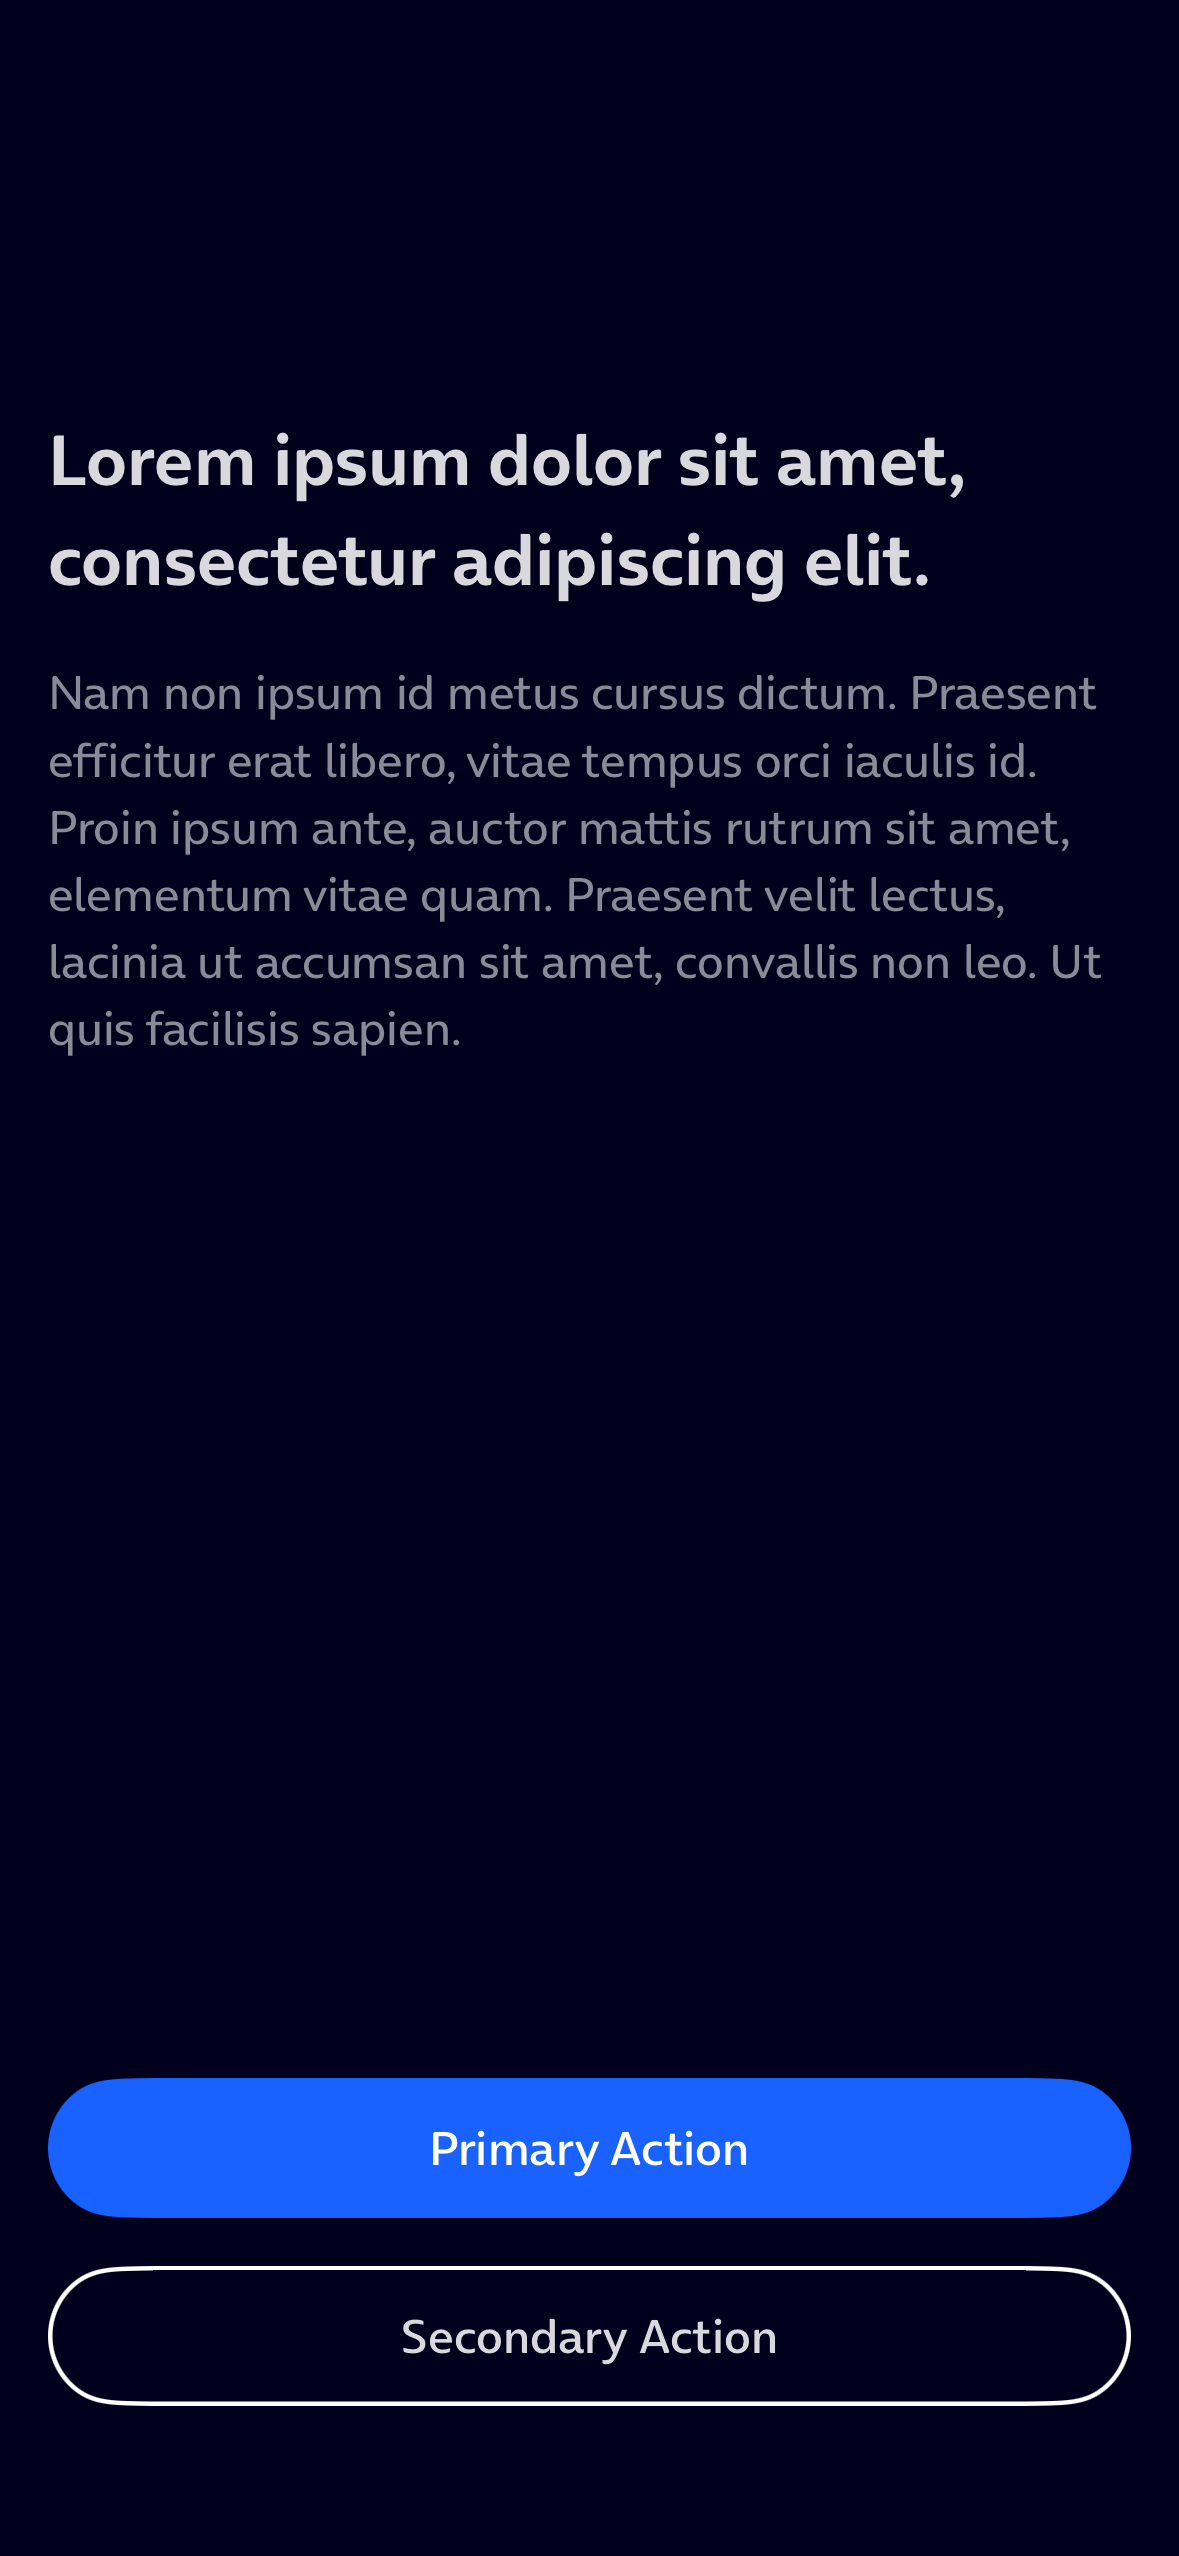 Lorem ipsum dolor sit amet,
consectetur adipiscing elit.
Nam non ipsum id metus cursus dictum. Praesent
efficitur erat libero, vitae tempus orci iaculis id.
Proin ipsum ante, auctor mattis rutrum sit amet,
elementum vitae quam. Praesent velit lectus,
lacinia ut accumsan sit amet, convallis non leo. Ut
quis facilisis sapien.
Primary Action
Secondary Action